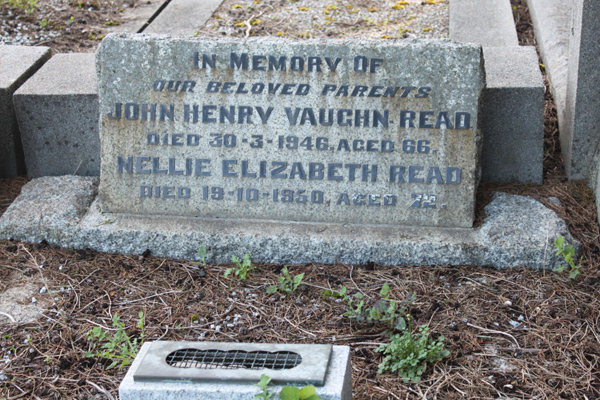 IN MEMORY OF
OUR BELOVED PARENTS
JOHN HENRY VAUGHN READ
DIED 30-3-1946, AGED 66.
NELLIE ELIZABETH READ
DIED 19-10-1950, AGED